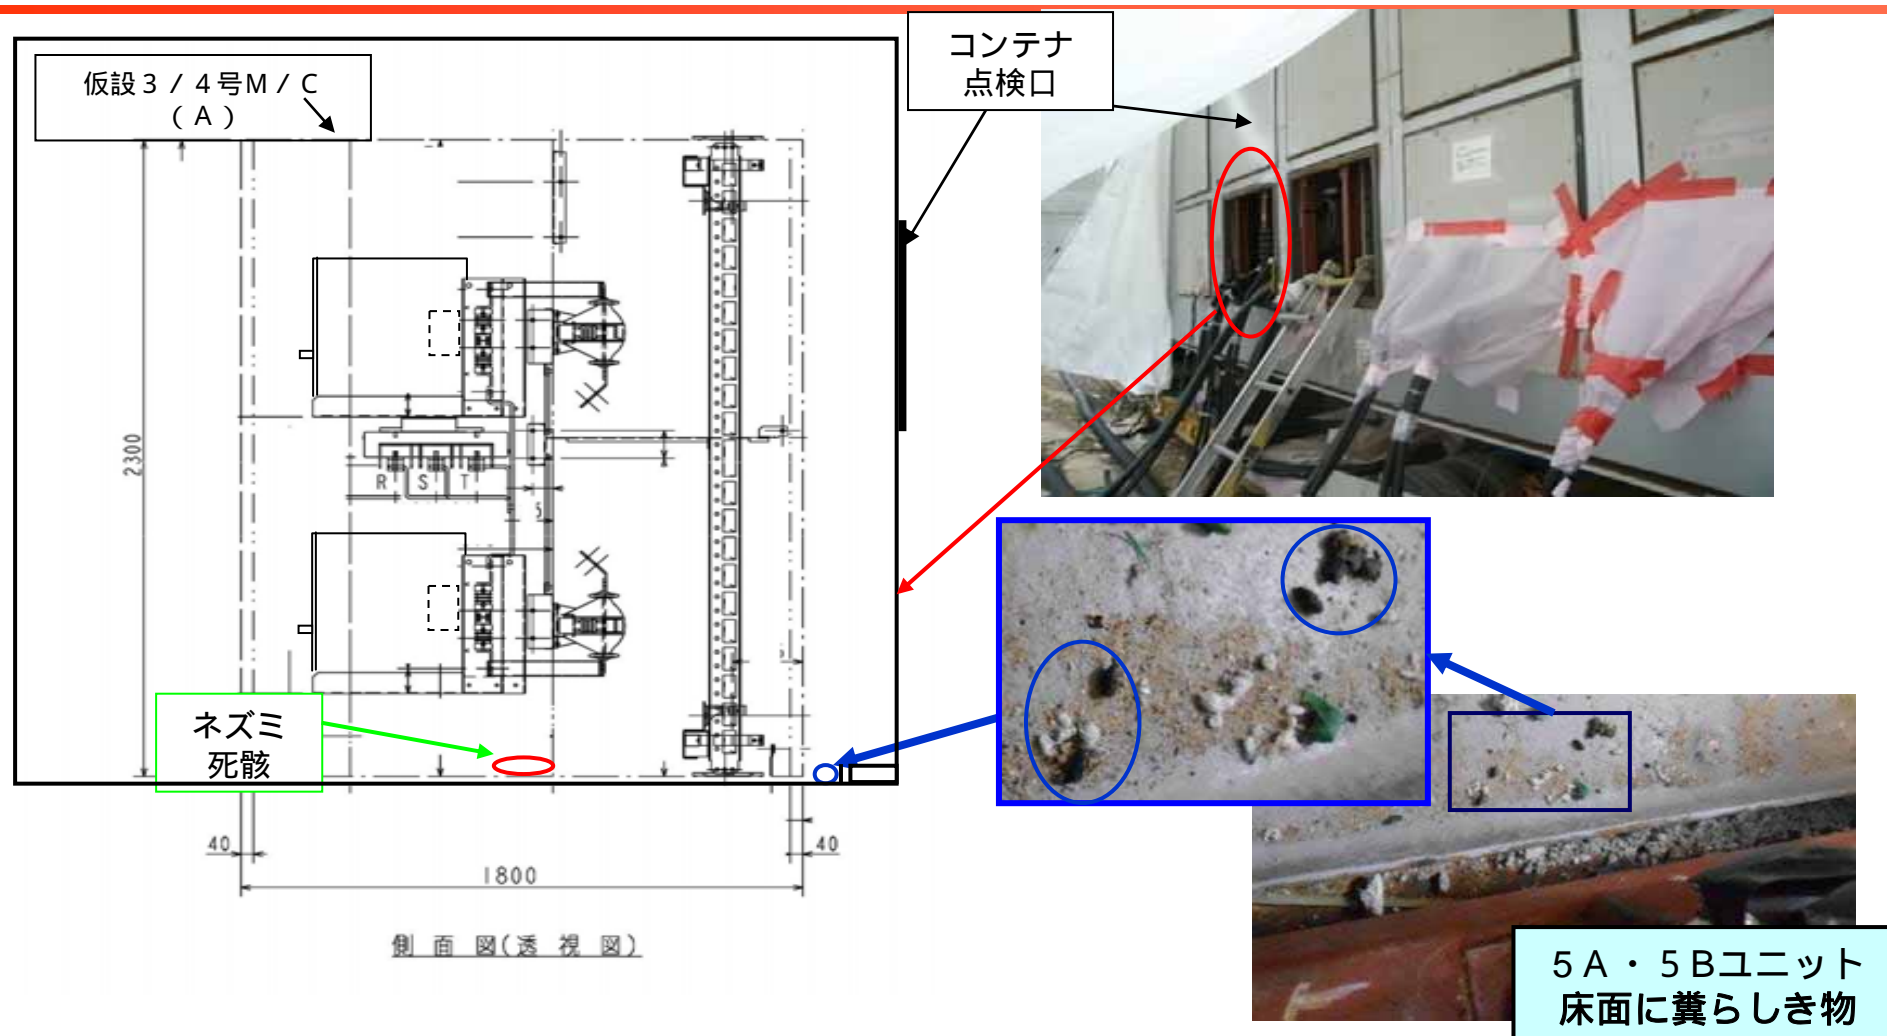 仮設３/４号M/C
(A)
コンテナ
点検口
2300
R S T
5
ネズミ
死骸
40
1800
40
側面図(透視図)
5A・5Bユニット
床面に糞らしき物